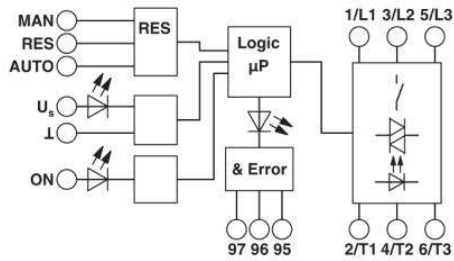 MAN
RES
AUTO
RES
Us
⊥
ON
Logic
µP
& Error
97 96 95
1/L1 3/L2 5/L3
2/T1 4/T2 6/T3